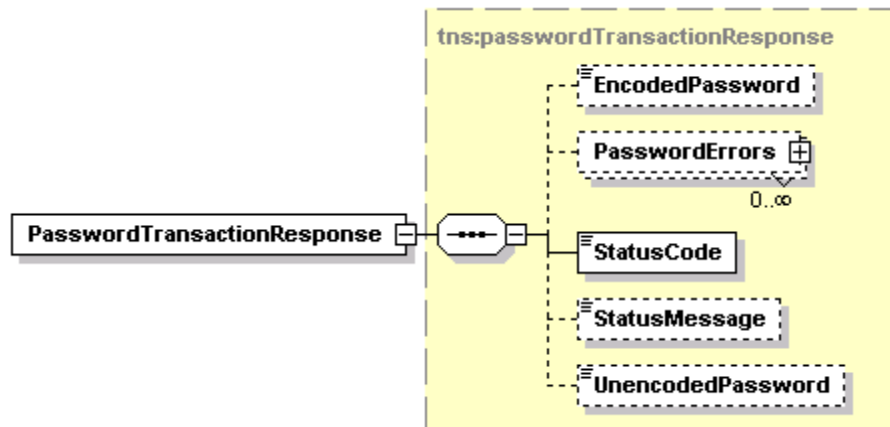 tns:passwordTransactionResponse
EncodedPassword
PasswordErrors
0..∞
PasswordTransactionResponse
StatusCode
StatusMessage
UnencodedPassword